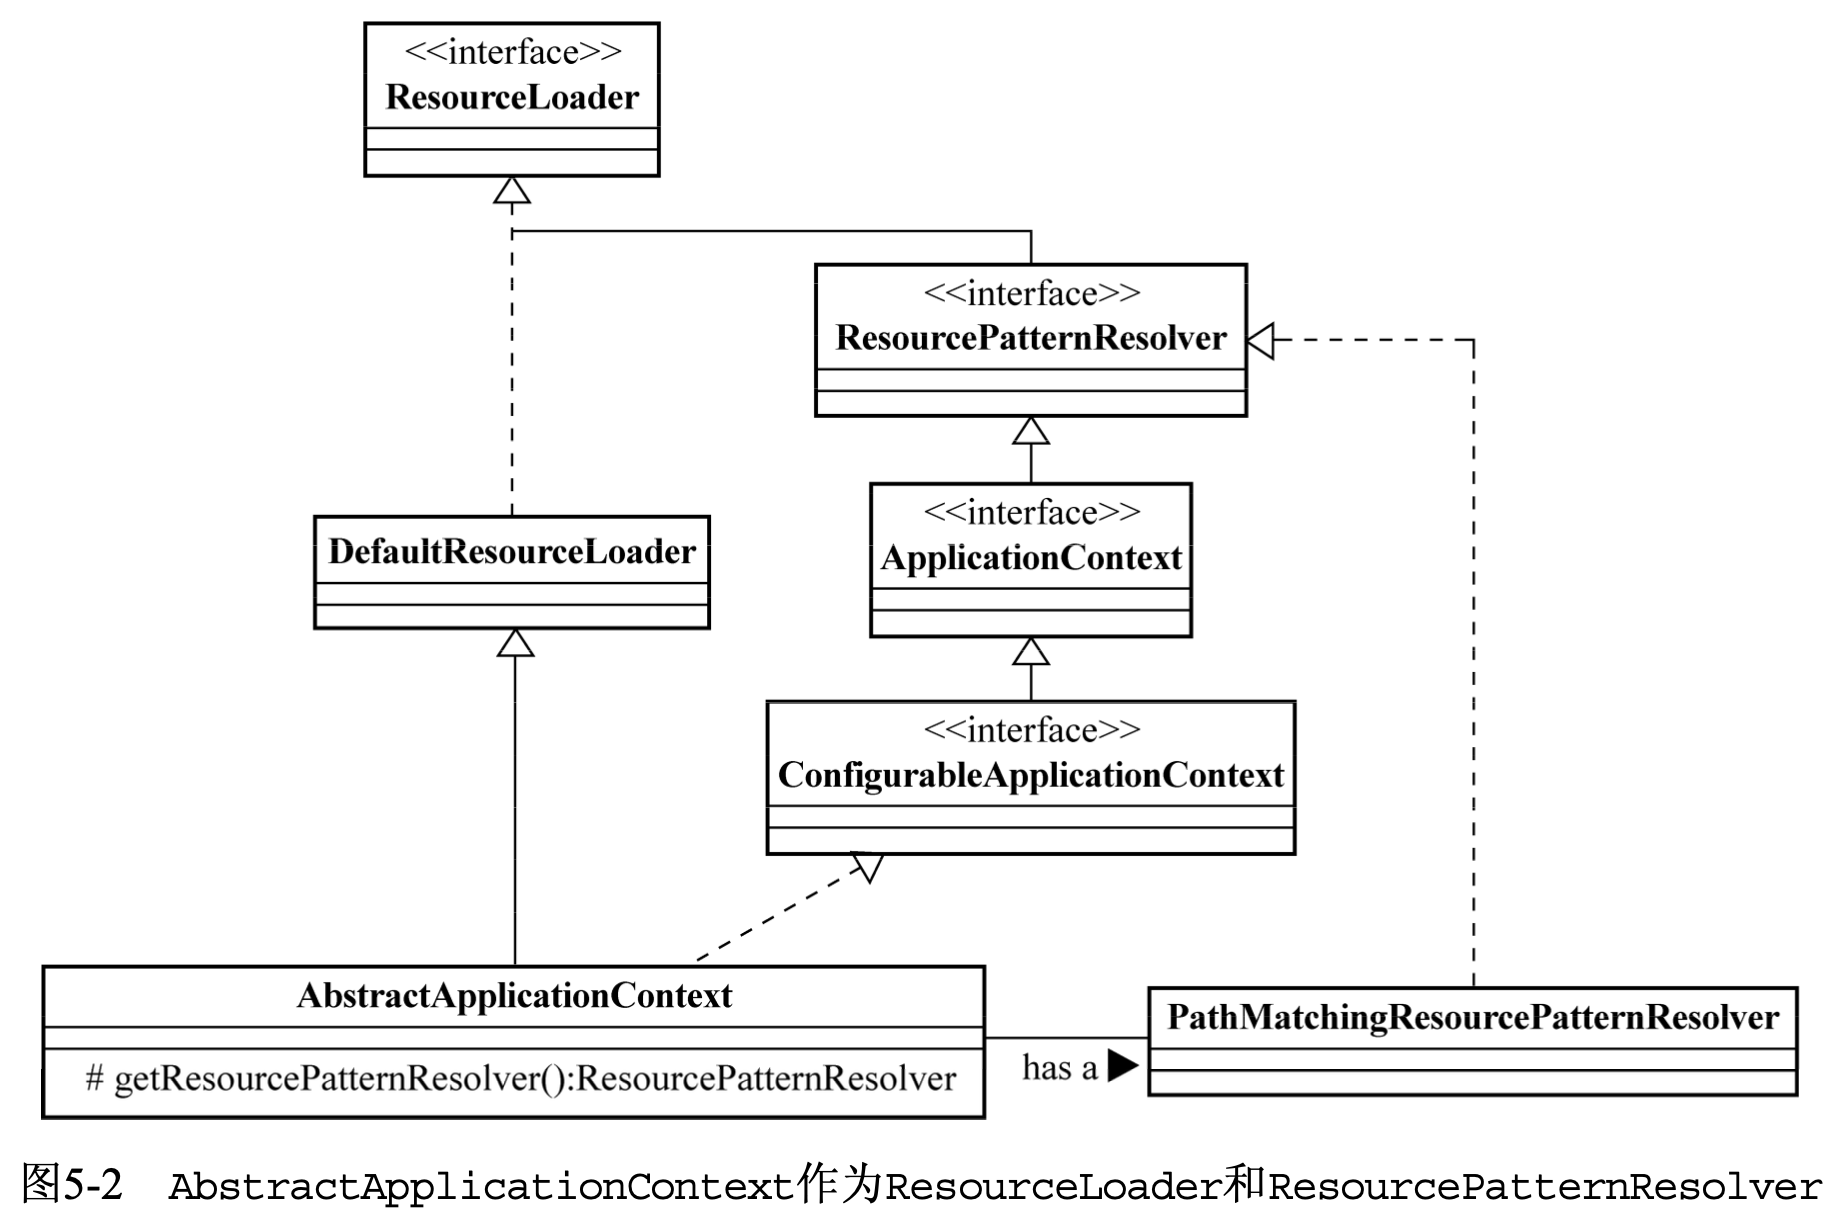 <<interface>>
ResourceLoader
<<interface>>
ResourcePatternResolver
<<interface>>
ApplicationContext
DefaultResourceLoader
<<interface>>
ConfigurableApplicationContext
AbstractApplicationContext
# getResourcePatternResolver():ResourcePatternResolver
has a
PathMatchingResourcePatternResolver
图5-2 AbstractApplicationContext作为ResourceLoader和ResourcePatternResolver